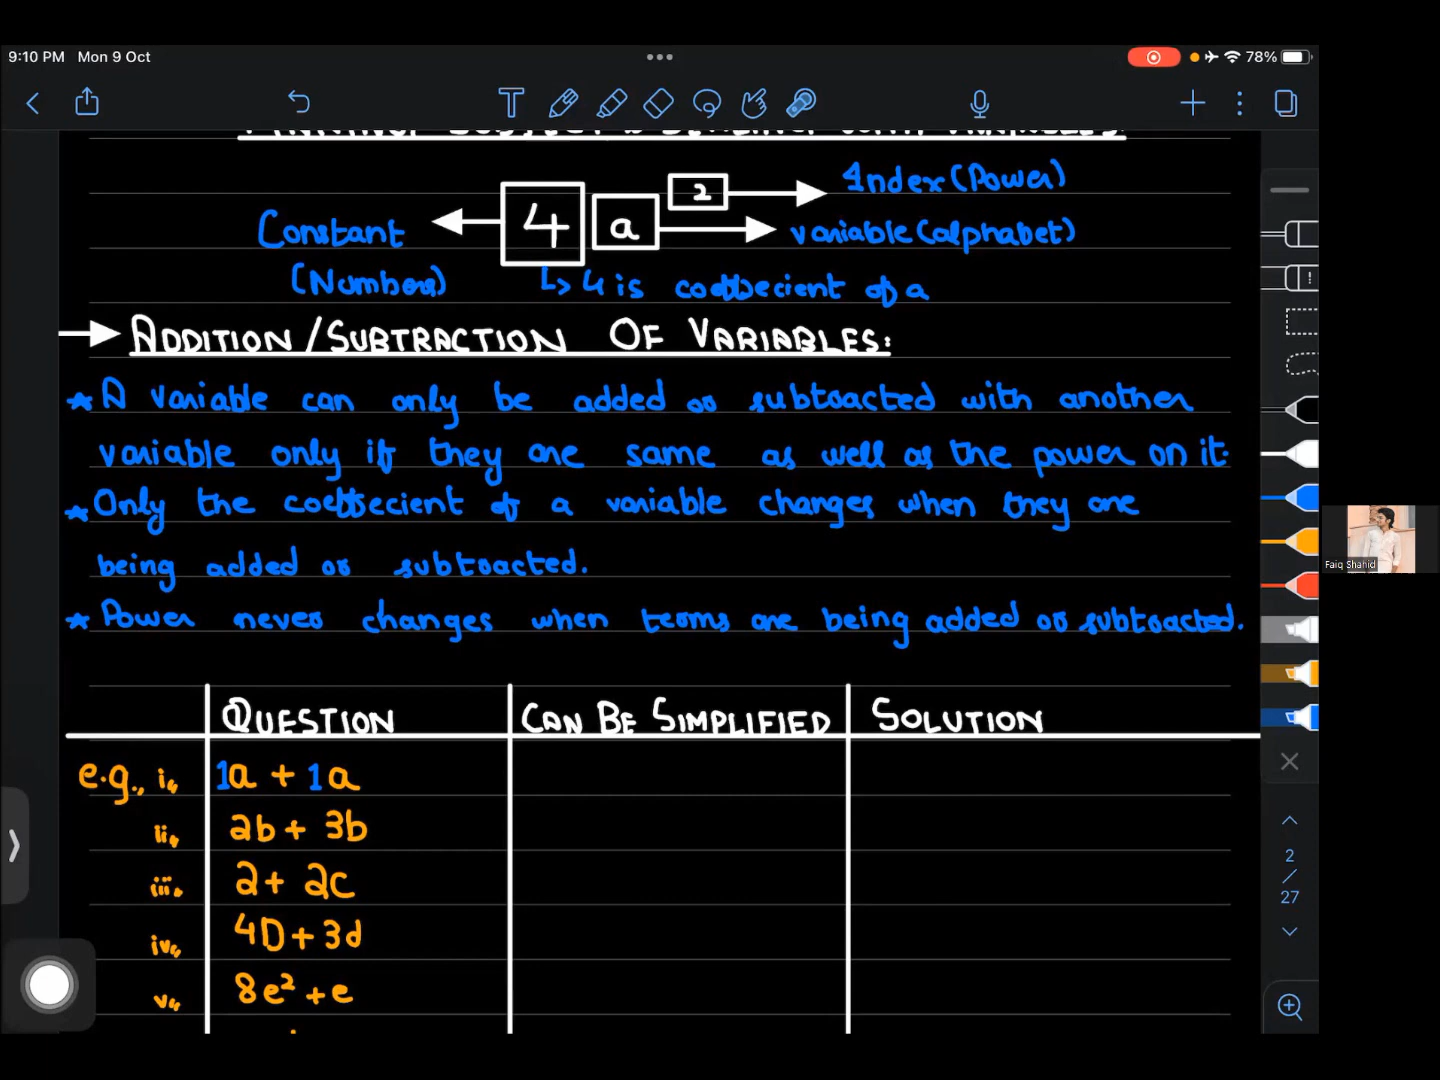 9:10 PM Mon 9 Oct
78%
4 a 2
Index (Power)
Constant
variable (alphabet)
(Numbers)
↳ 4 is coefficient of a
ADDITION / SUBTRACTION OF VARIABLES:
* A variable can only be added or subtracted with another
variable only if they are same as well as the power on it.
* Only the coeffecient of a variable changes when they are
being added or subtracted.
* Power never changes when terms are being added or subtracted.
QUESTION CAN BE SIMPLIFIED SOLUTION
e.g., i, 1a + 1a
ii, 2b + 3b
iii. 2 + 2c
iv, 4D + 3d
v, 8e² + e
2
/
27
Faiq Shahid